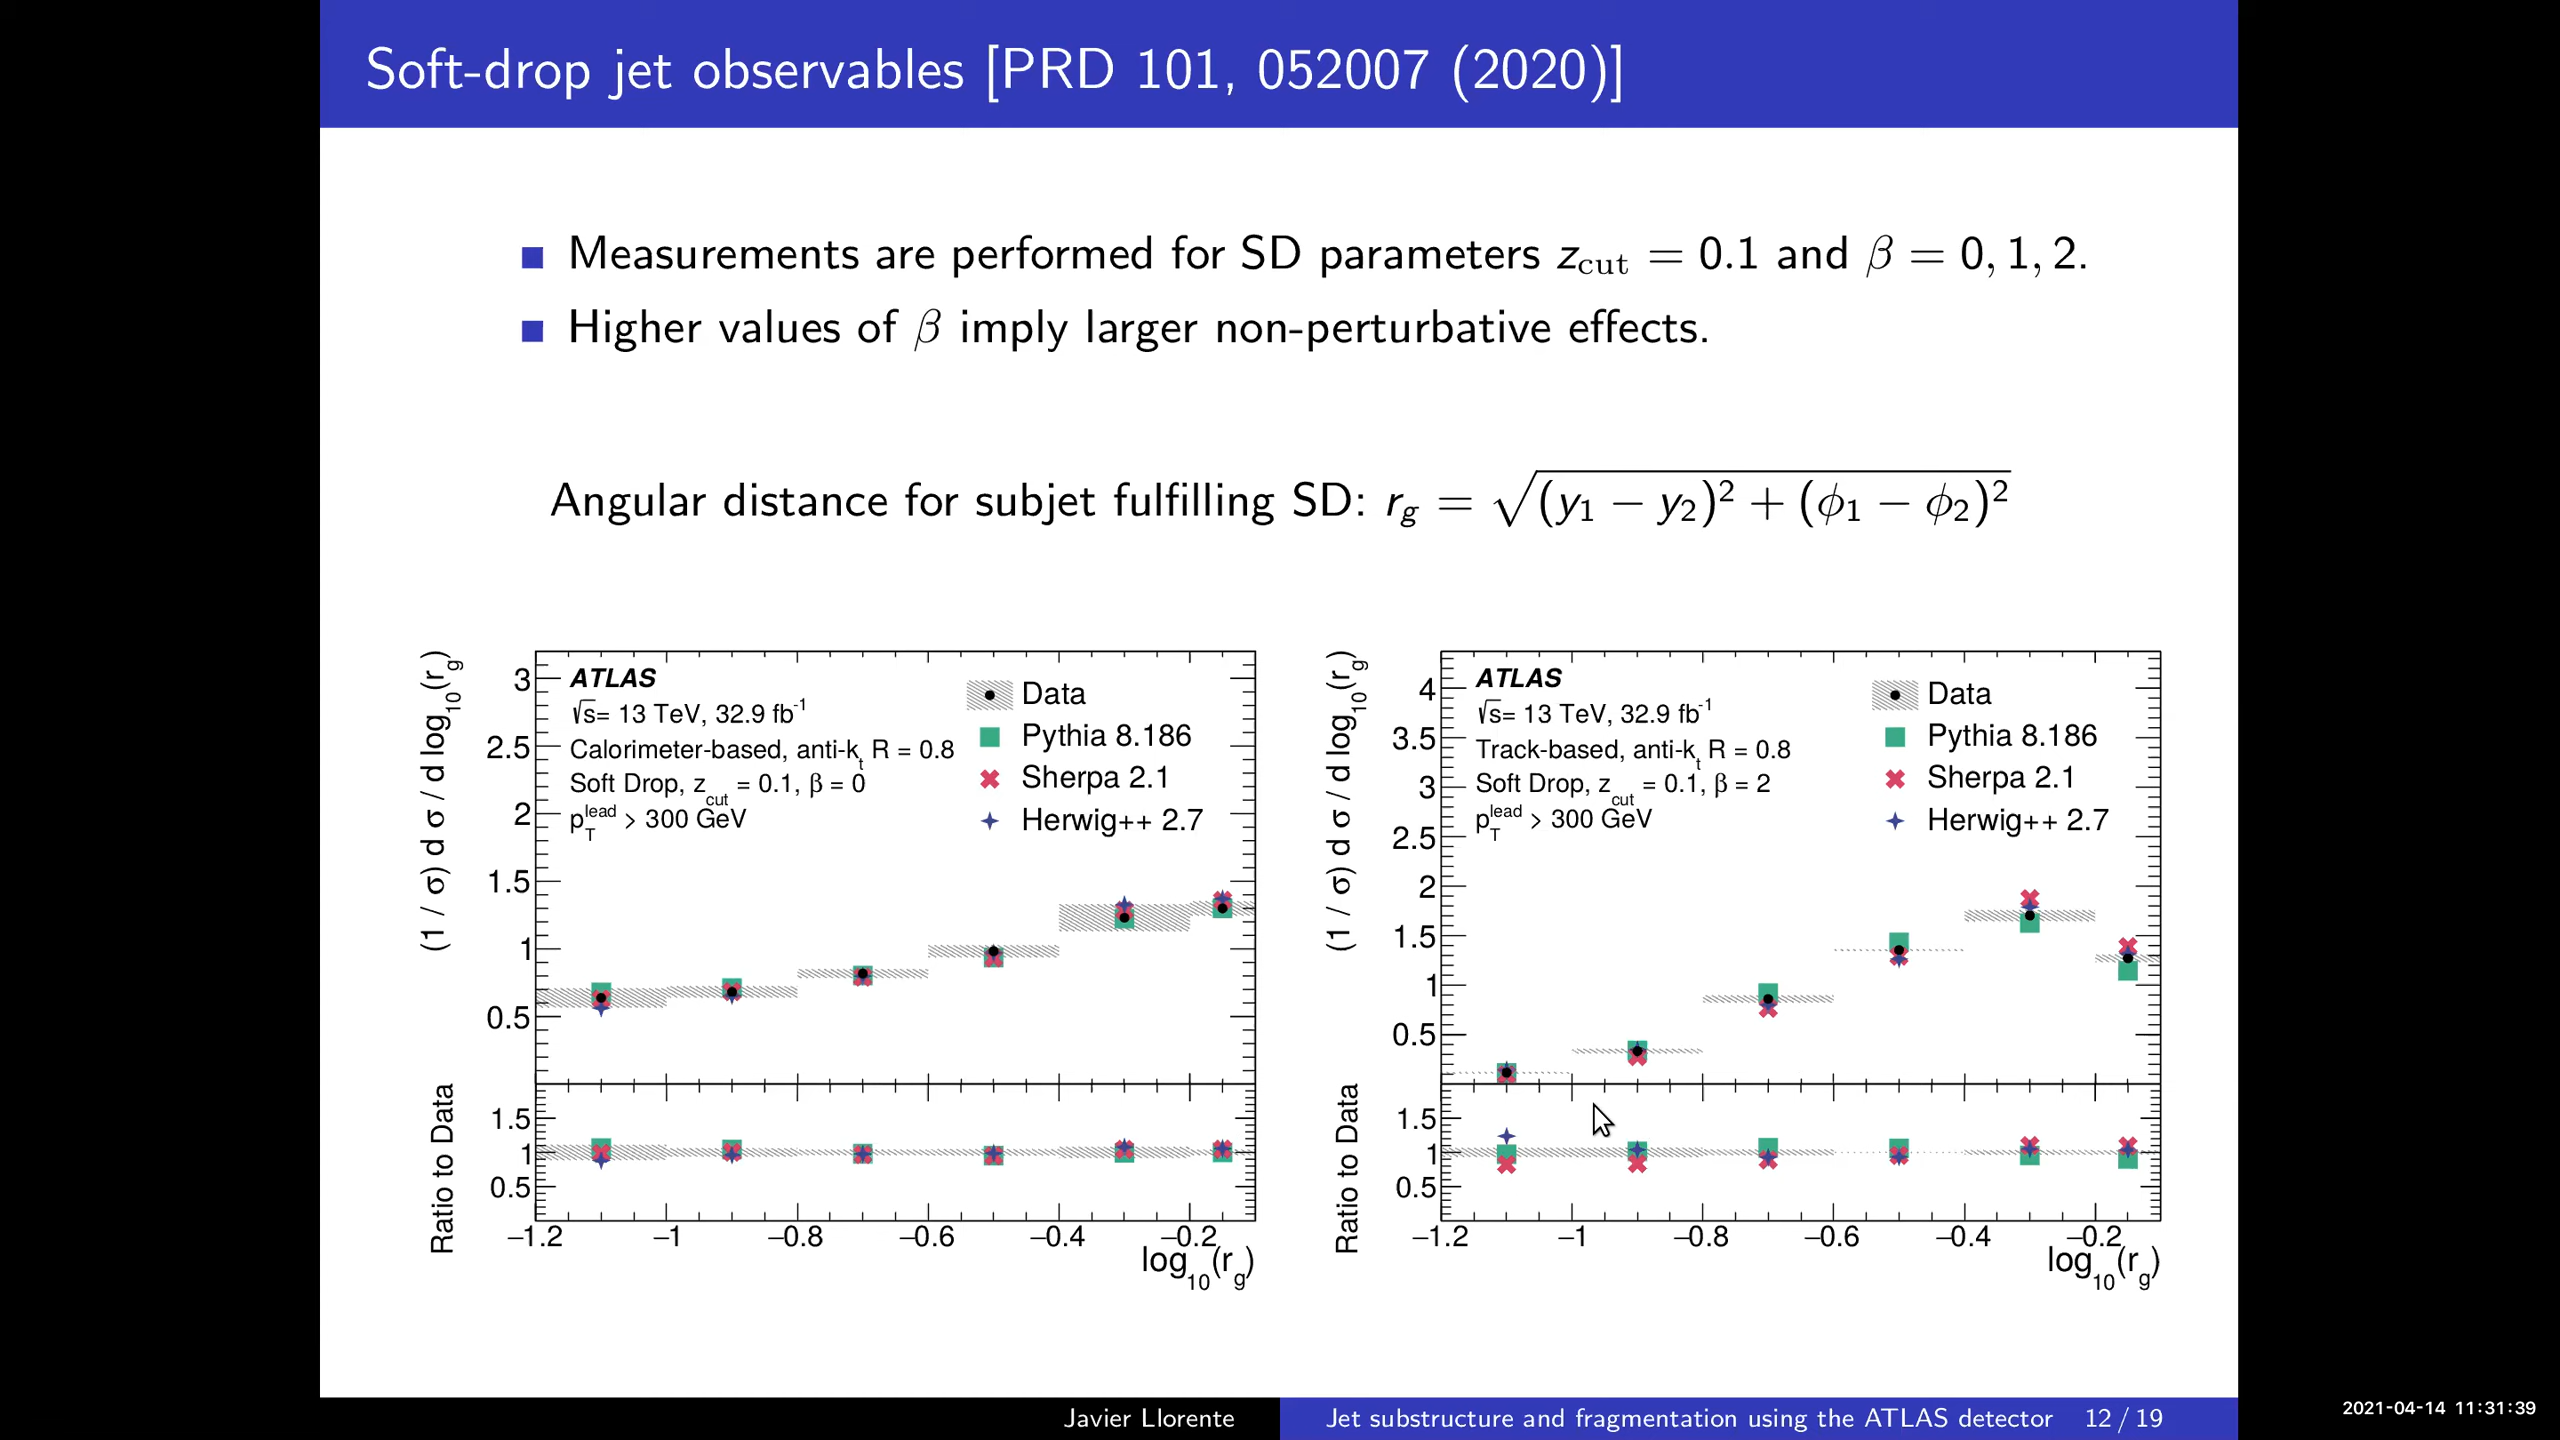 Soft-drop jet observables [PRD 101, 052007 (2020)]
Measurements are performed for SD parameters z_cut = 0.1 and β = 0, 1, 2.
Higher values of β imply larger non-perturbative effects.
Angular distance for subjet fulfilling SD: r_g = √(y₁ − y₂)² + (ϕ₁ − ϕ₂)²
(1 / σ) d σ / d log₁₀(r_g)
3
2.5
2
1.5
1
0.5
ATLAS
√s= 13 TeV, 32.9 fb⁻¹
Calorimeter-based, anti-k_t R = 0.8
Soft Drop, z_cut = 0.1, β = 0
p_T^lead > 300 GeV
Data
Pythia 8.186
Sherpa 2.1
Herwig++ 2.7
Ratio to Data
1.5
1
0.5
−1.2 −1 −0.8 −0.6 −0.4 −0.2
log₁₀(r_g)
(1 / σ) d σ / d log₁₀(r_g)
4
3.5
3
2.5
2
1.5
1
0.5
ATLAS
√s= 13 TeV, 32.9 fb⁻¹
Track-based, anti-k_t R = 0.8
Soft Drop, z_cut = 0.1, β = 2
p_T^lead > 300 GeV
Data
Pythia 8.186
Sherpa 2.1
Herwig++ 2.7
Ratio to Data
1.5
1
0.5
−1.2 −1 −0.8 −0.6 −0.4 −0.2
log₁₀(r_g)
Javier Llorente
Jet substructure and fragmentation using the ATLAS detector 12 / 19
2021-04-14 11:31:39